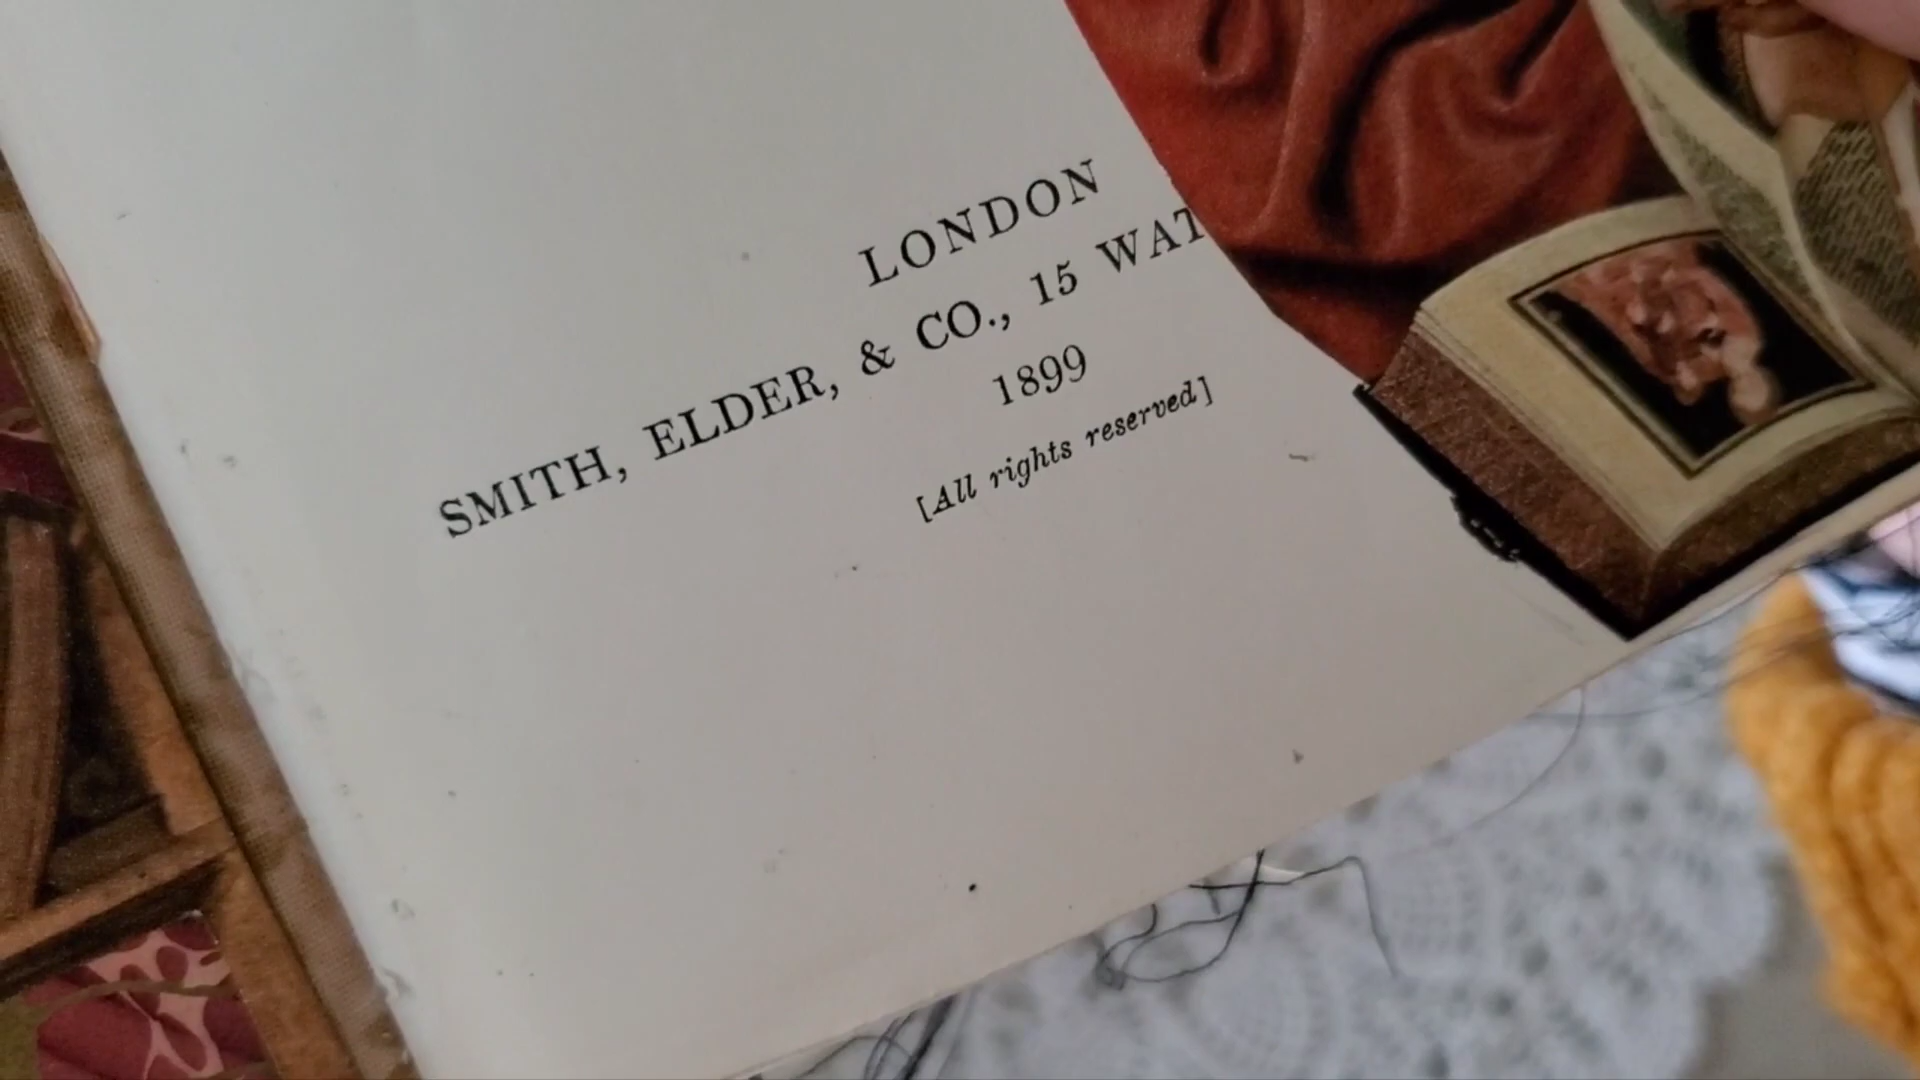 LONDON
SMITH, ELDER, & CO., 15 WAT
1899
[All rights reserved]